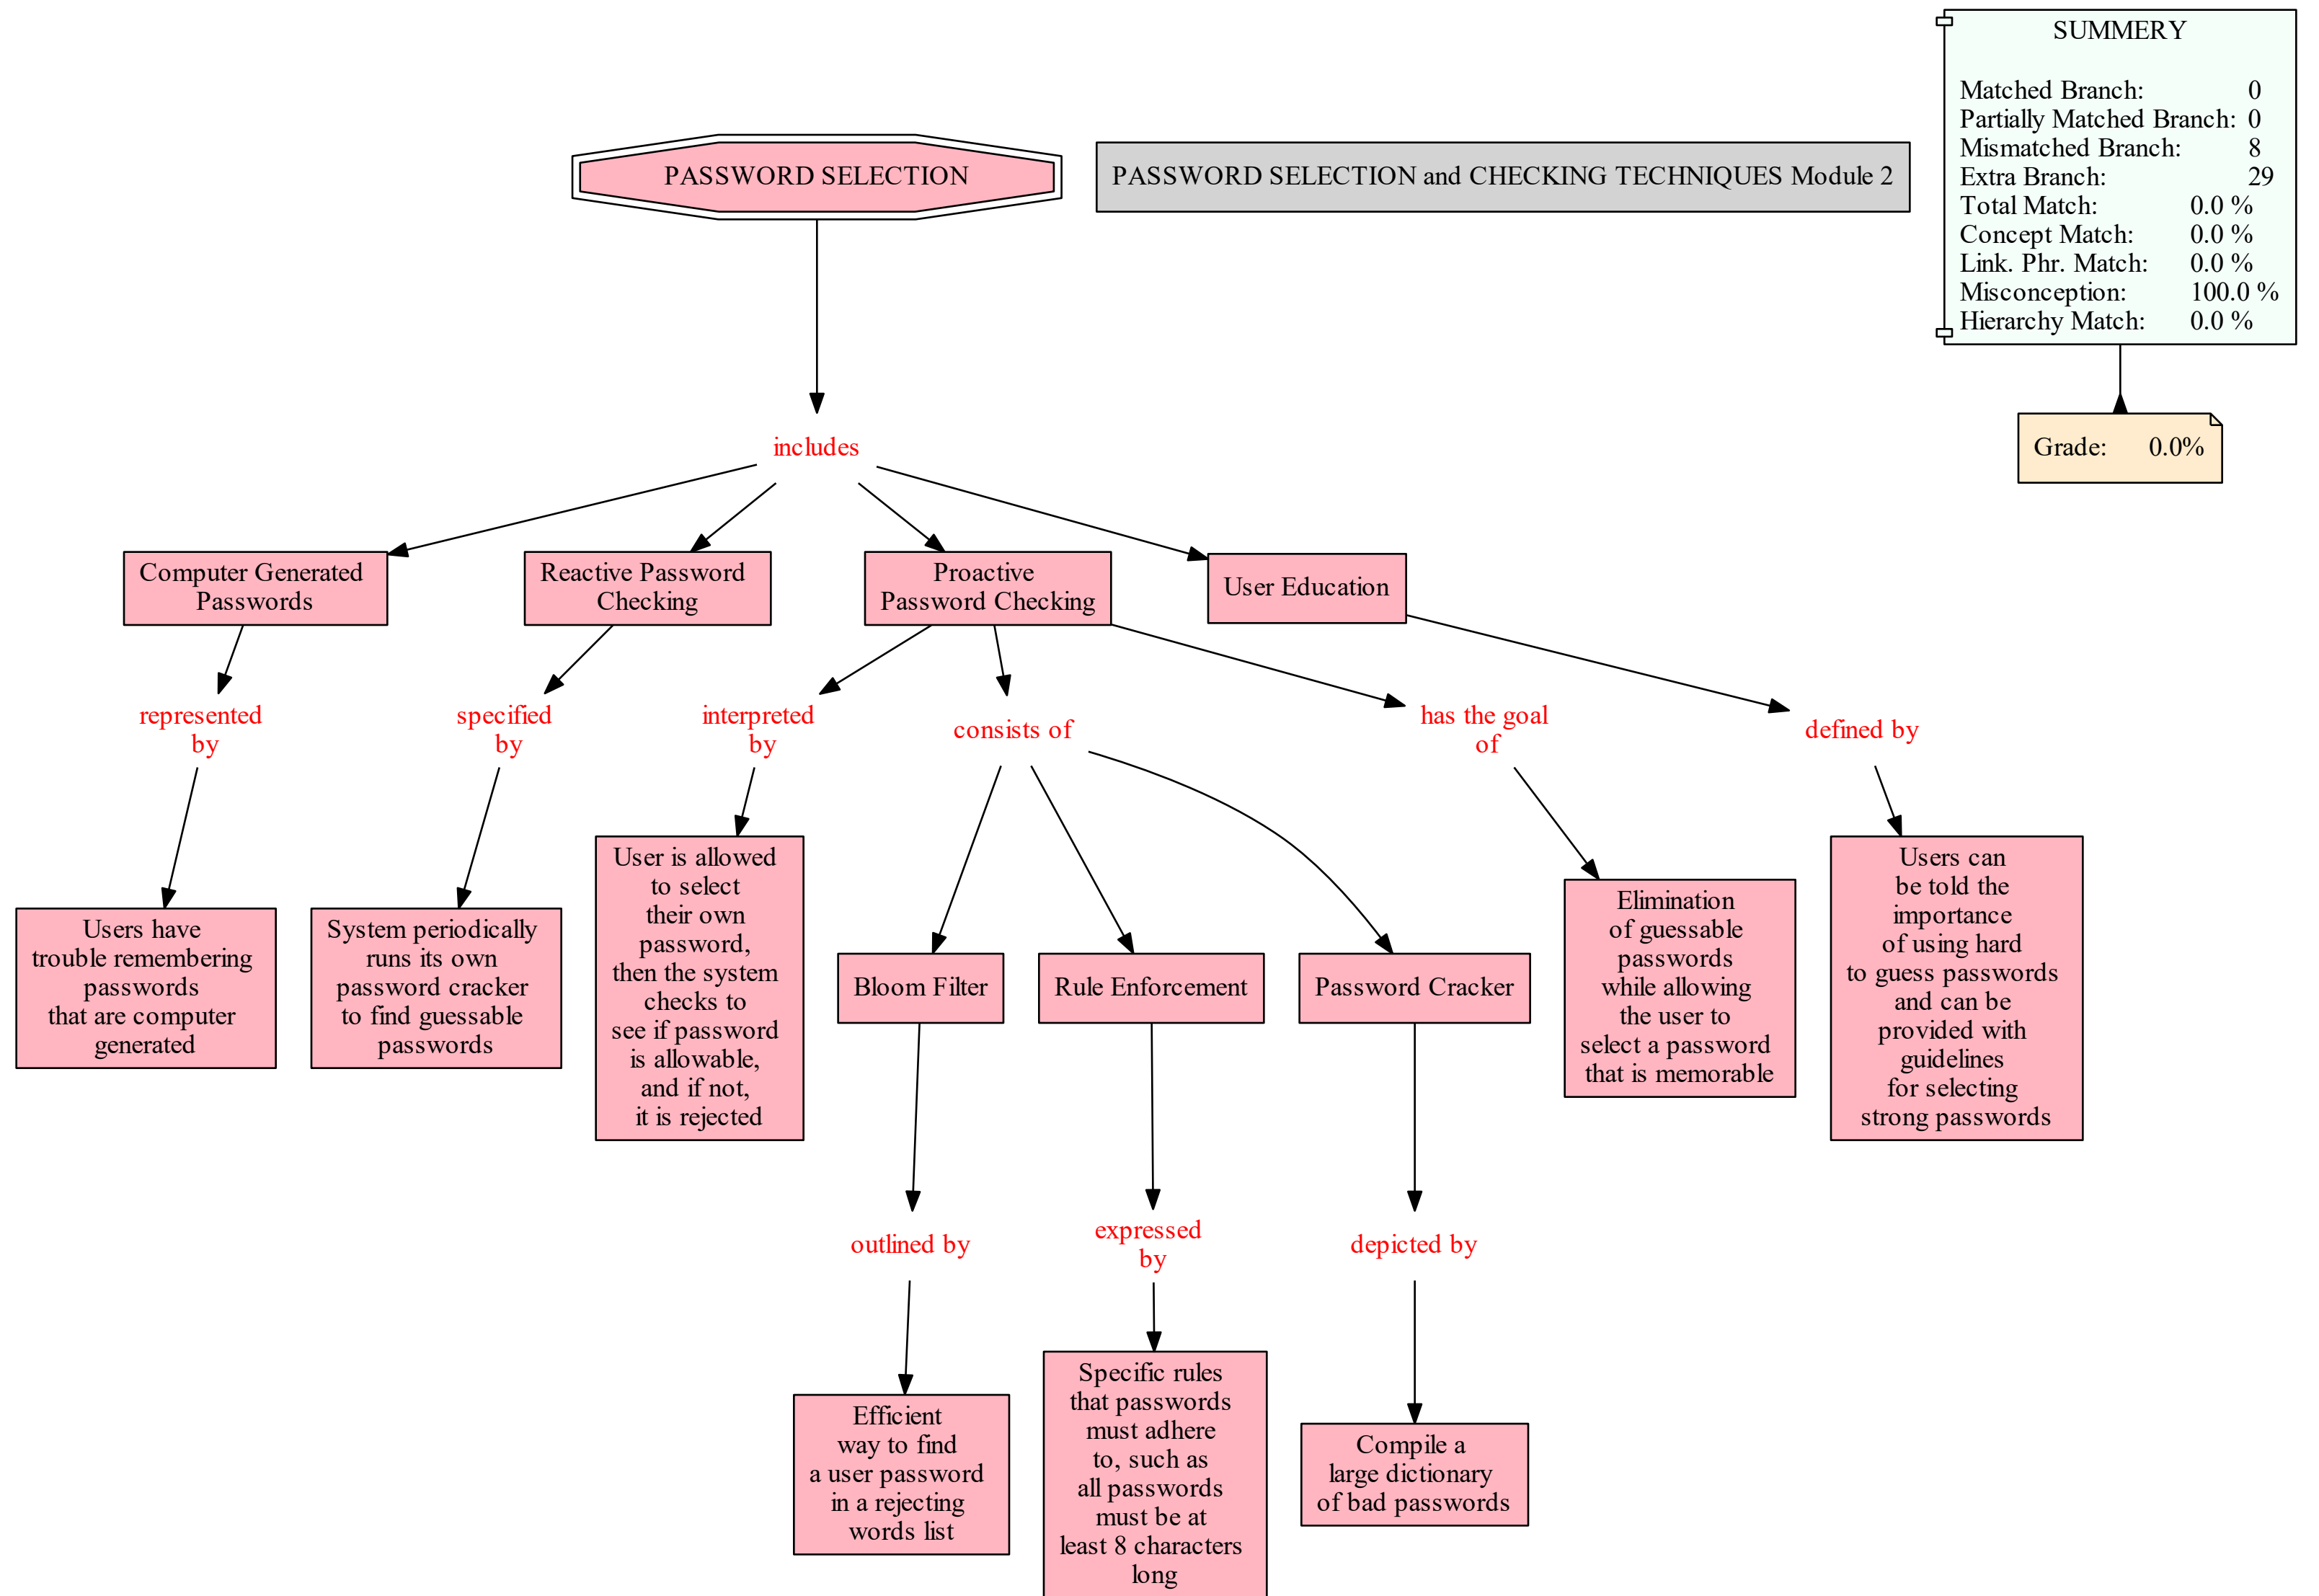 SUMMERY
Matched Branch: 0
Partially Matched Branch: 0
Mismatched Branch: 8
Extra Branch: 29
Total Match: 0.0 %
Concept Match: 0.0 %
Link. Phr. Match: 0.0 %
Misconception: 100.0 %
Hierarchy Match: 0.0 %
PASSWORD SELECTION
PASSWORD SELECTION and CHECKING TECHNIQUES Module 2
Grade: 0.0%
includes
Computer Generated
Passwords
Reactive Password
Checking
Proactive
Password Checking
User Education
represented
by
specified
by
interpreted
by
consists of
has the goal
of
defined by
Users have
trouble remembering
passwords
that are computer
generated
System periodically
runs its own
password cracker
to find guessable
passwords
User is allowed
to select
their own
password,
then the system
checks to
see if password
is allowable,
and if not,
it is rejected
Bloom Filter
Rule Enforcement
Password Cracker
Elimination
of guessable
passwords
while allowing
the user to
select a password
that is memorable
Users can
be told the
importance
of using hard
to guess passwords
and can be
provided with
guidelines
for selecting
strong passwords
outlined by
expressed
by
depicted by
Efficient
way to find
a user password
in a rejecting
words list
Specific rules
that passwords
must adhere
to, such as
all passwords
must be at
least 8 characters
long
Compile a
large dictionary
of bad passwords